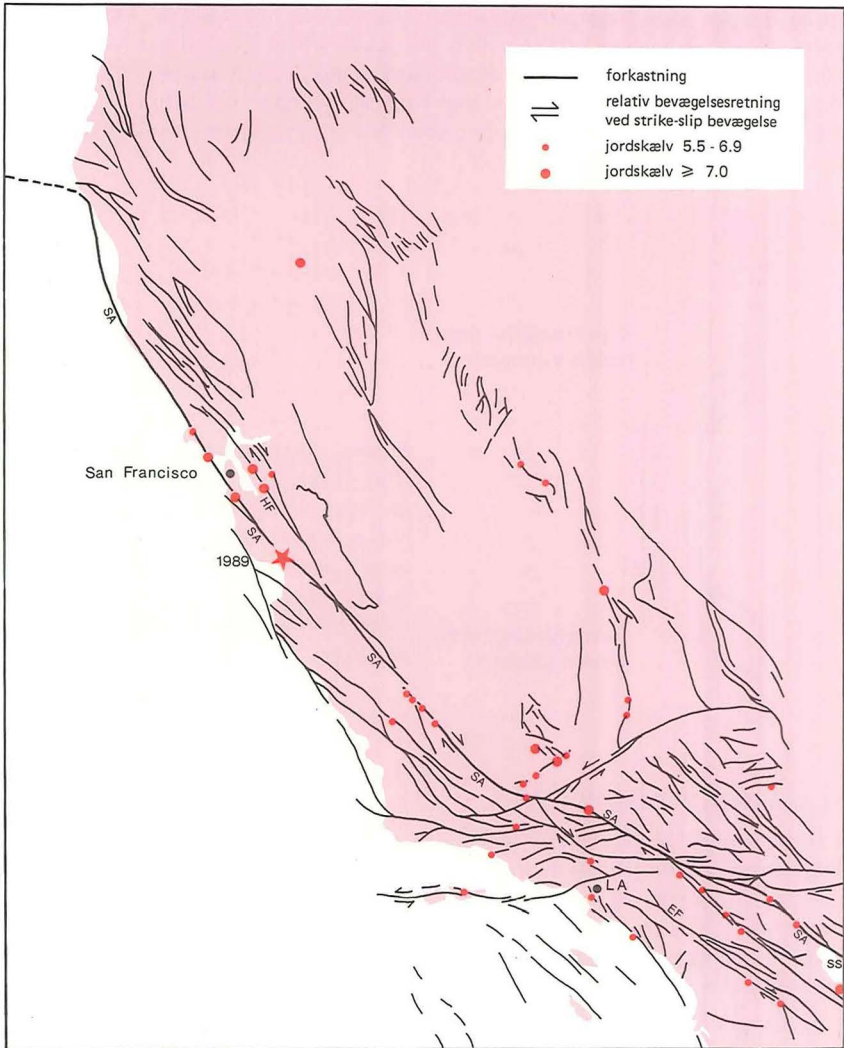 forkastning
relativ bevægelsesretning
ved strike-slip bevægelse
jordskælv 5.5 - 6.9
jordskælv ⩾ 7.0
SA
San Francisco
HF
SA
1989
SA
SA
SA
LA
EF
SA
SS